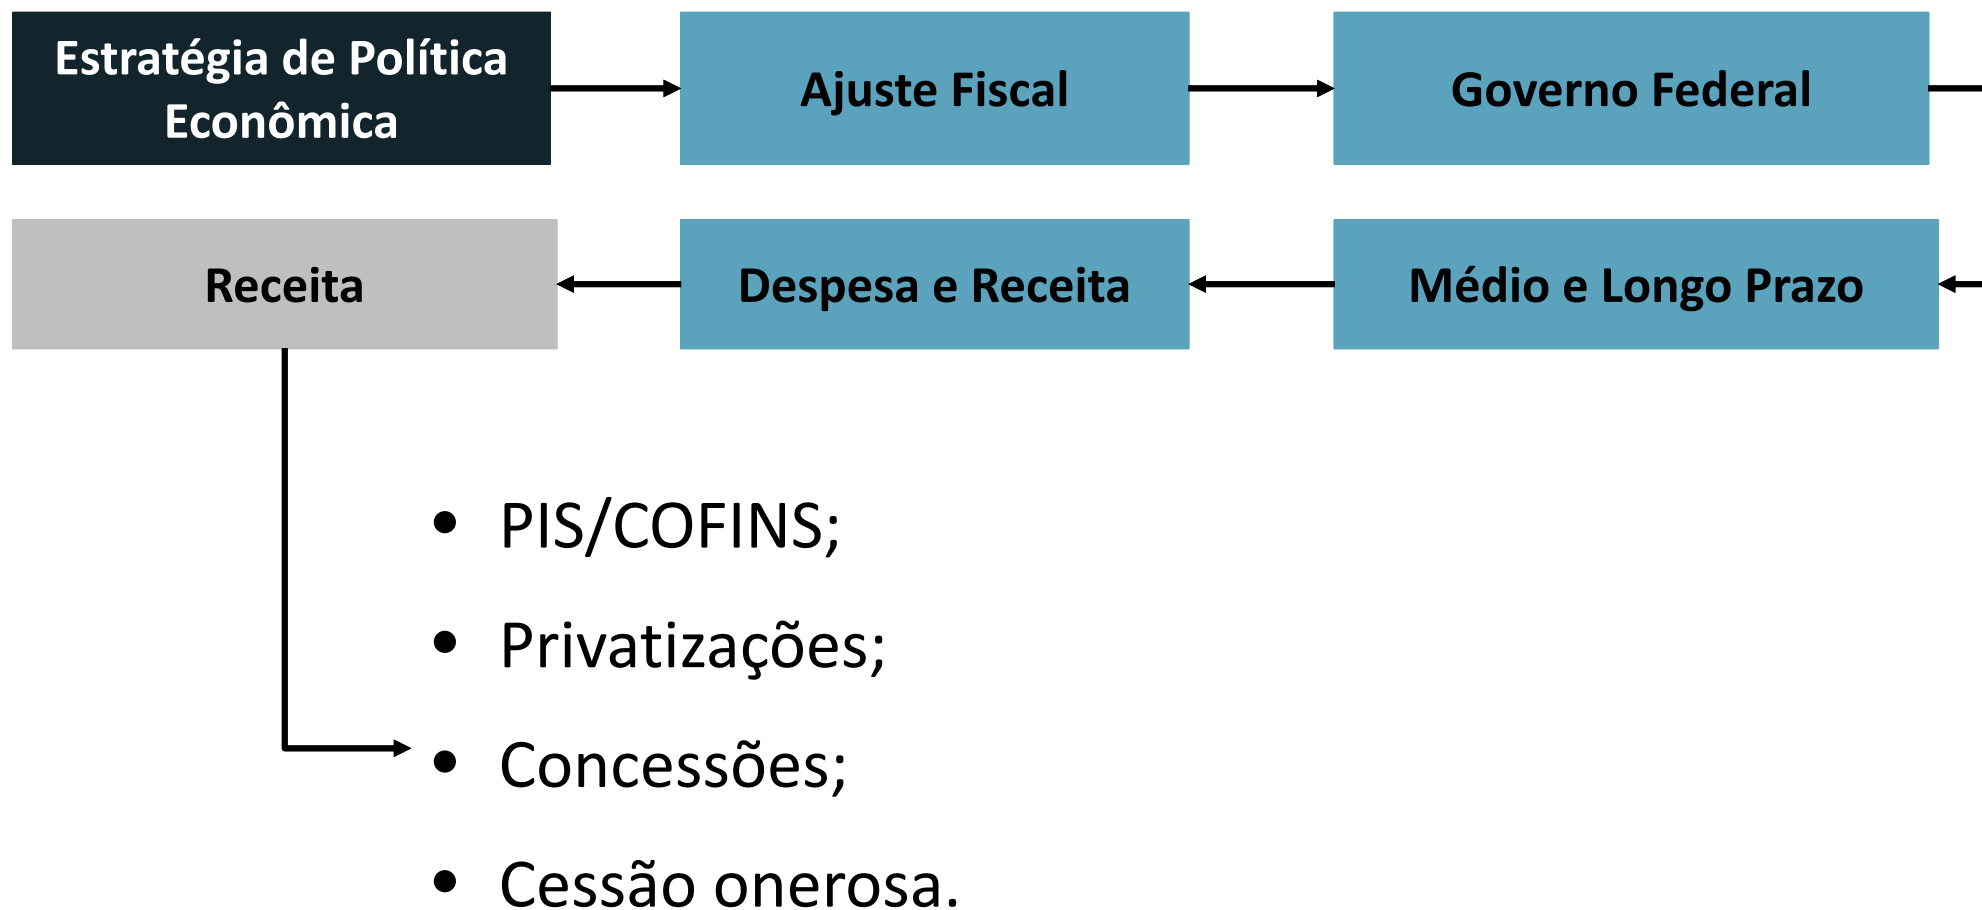 Estratégia de Política
Econômica
Ajuste Fiscal
Governo Federal
Receita
Despesa e Receita
Médio e Longo Prazo
• PIS/COFINS;
• Privatizações;
• Concessões;
• Cessão onerosa.